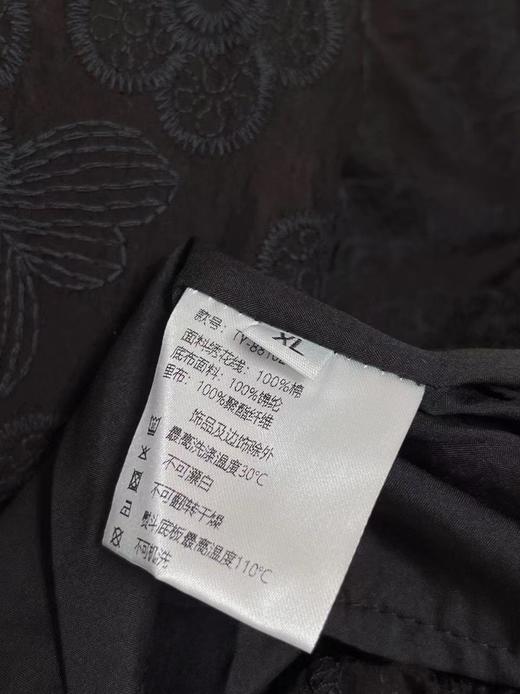 XL
款号：TY-8810
面料绣花线：100%棉
底布面料：100%锦纶
里布：100%聚酯纤维
饰品及边饰除外
最高洗涤温度30℃
不可漂白
不可翻转干燥
熨斗底板最高温度110℃
不可机洗